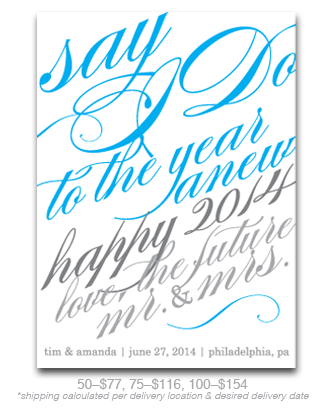 say
I Do
to the year
anew
happy 2014
love, the future
mr. & mrs.
tim & amanda | june 27, 2014 | philadelphia, pa
50–$77, 75–$116, 100–$154
*shipping calculated per delivery location & desired delivery date